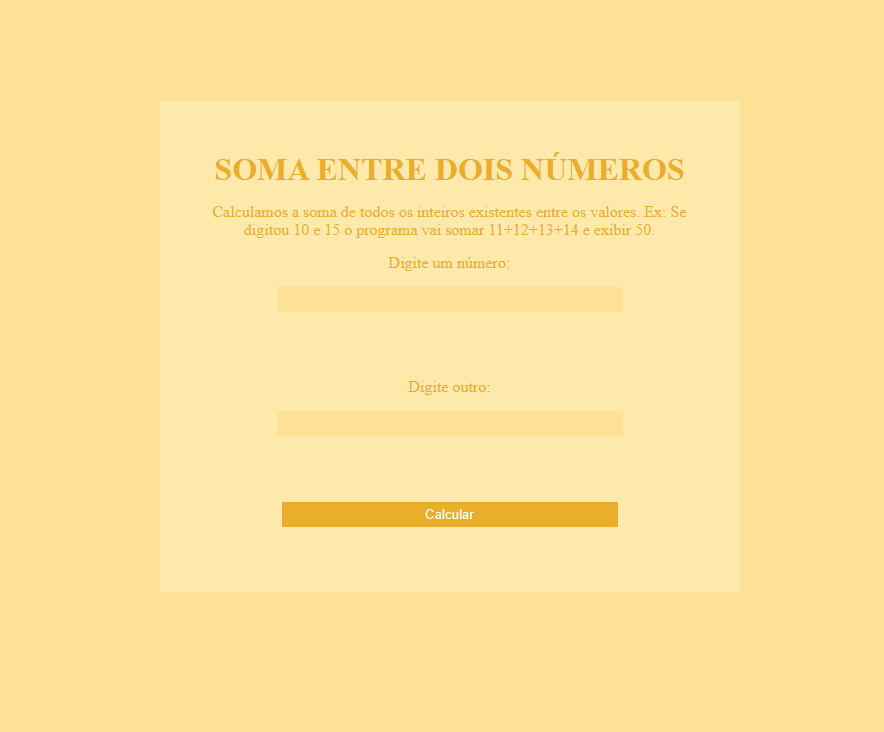 SOMA ENTRE DOIS NÚMEROS
Calculamos a soma de todos os inteiros existentes entre os valores. Ex: Se
digitou 10 e 15 o programa vai somar 11+12+13+14 e exibir 50.
Digite um número:
Digite outro:
Calcular